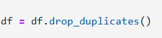 df = df.drop_duplicates()